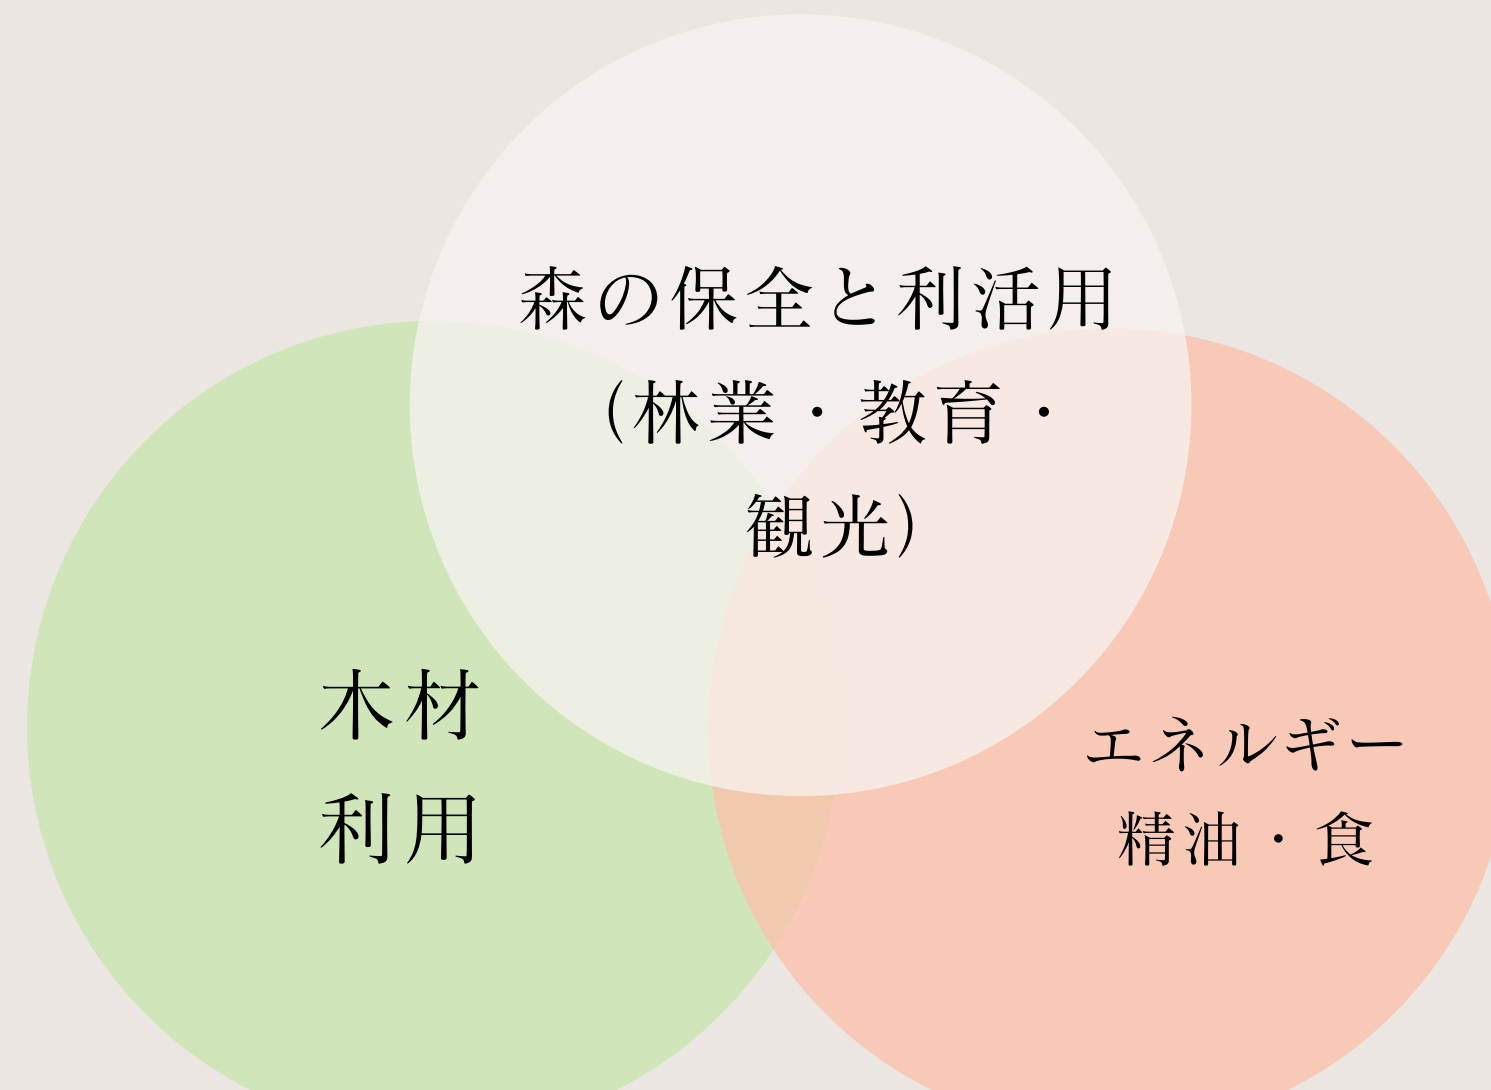 森の保全と利活用
(林業・教育・
観光)
木材
利用
エネルギー
精油・食